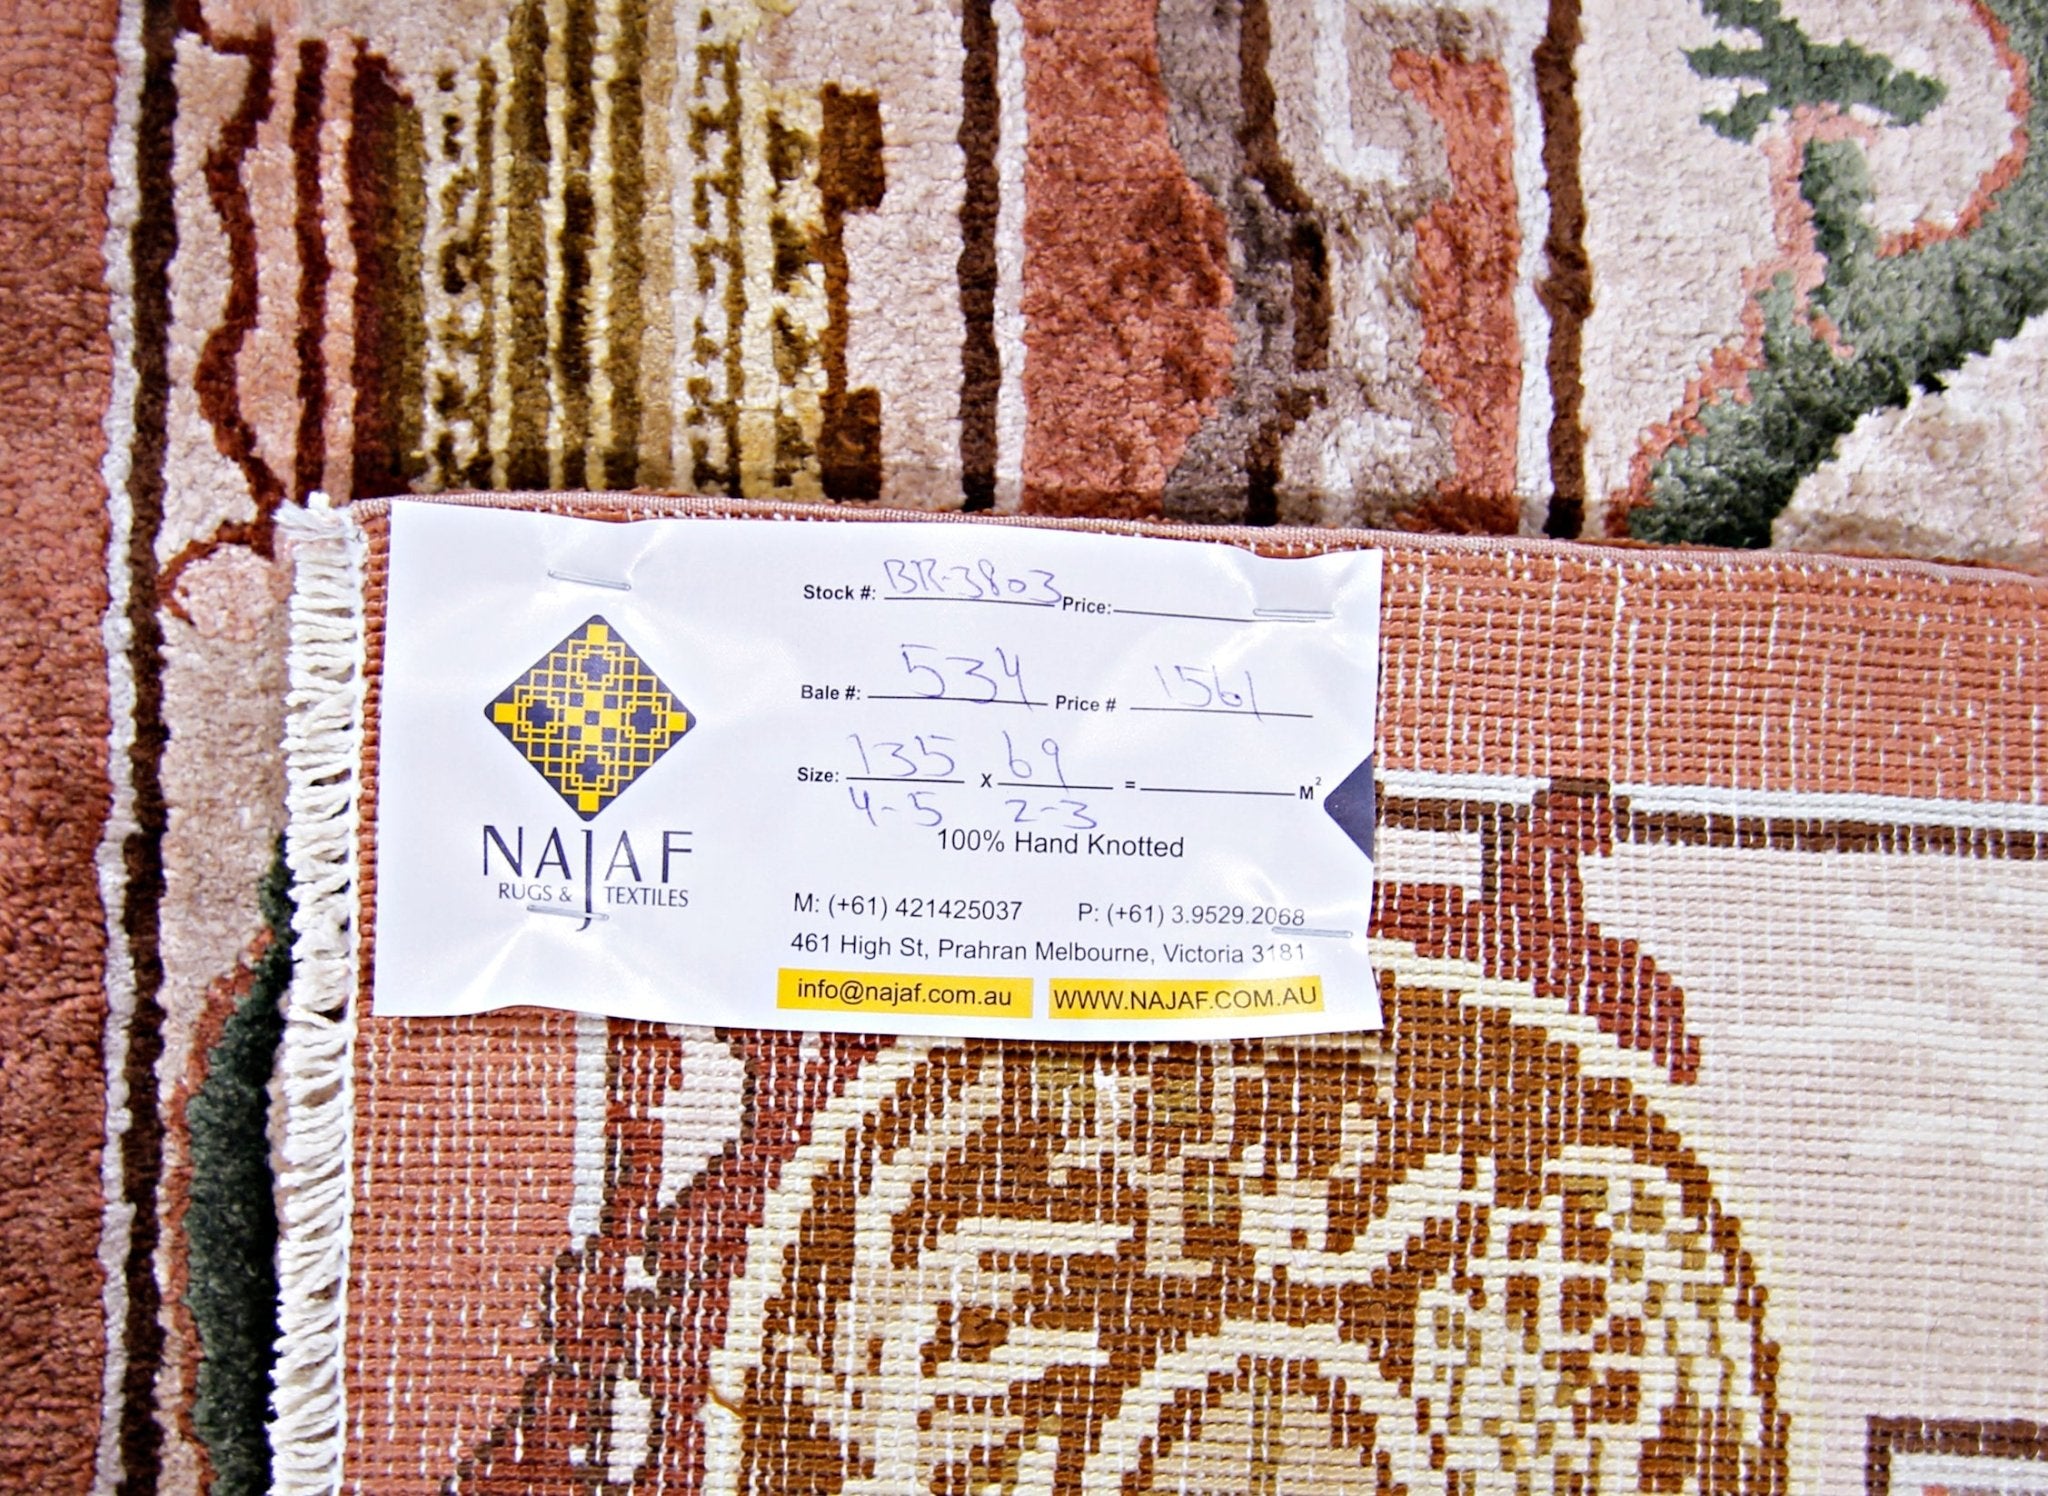 Stock #: BR-3803 Price:
Bale #: 534 Price # 1561
Size: 135 x 69 = M²
4-5 2-3
100% Hand Knotted
NAJAF
RUGS & TEXTILES
M: (+61) 421425037 P: (+61) 3.9529.2068
461 High St, Prahran Melbourne, Victoria 3181
info@najaf.com.au WWW.NAJAF.COM.AU